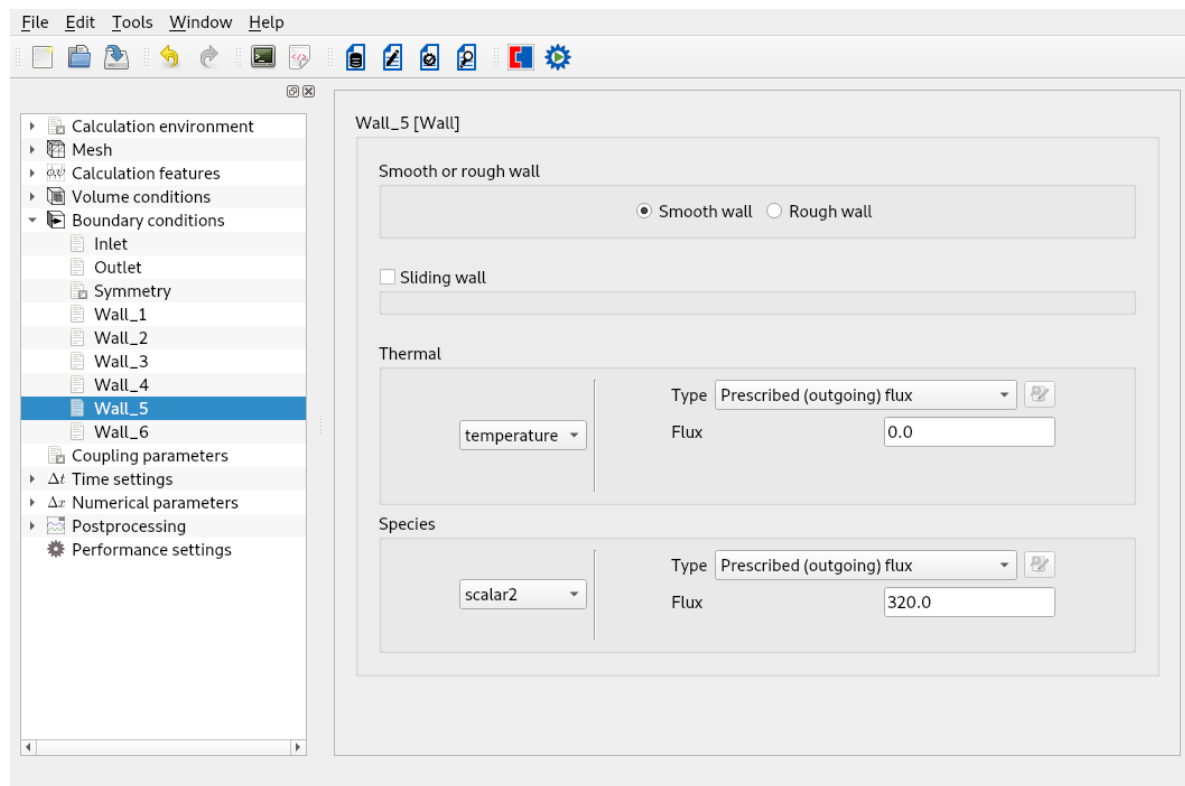 File Edit Tools Window Help
Calculation environment
Mesh
Calculation features
Volume conditions
Boundary conditions
Inlet
Outlet
Symmetry
Wall_1
Wall_2
Wall_3
Wall_4
Wall_5
Wall_6
Coupling parameters
Δt Time settings
Δx Numerical parameters
Postprocessing
Performance settings
Wall_5 [Wall]
Smooth or rough wall
Smooth wall Rough wall
Sliding wall
Thermal
temperature
Type Prescribed (outgoing) flux
Flux 0.0
Species
scalar2
Type Prescribed (outgoing) flux
Flux 320.0